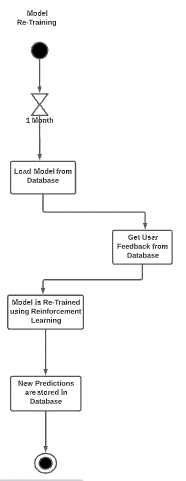 Model
Re-Training
1 Month
Load Model from
Database
Get User
Feedback from
Database
Model is Re-Trained
using Reinforcement
Learning
New Predictions
are stored in
Database